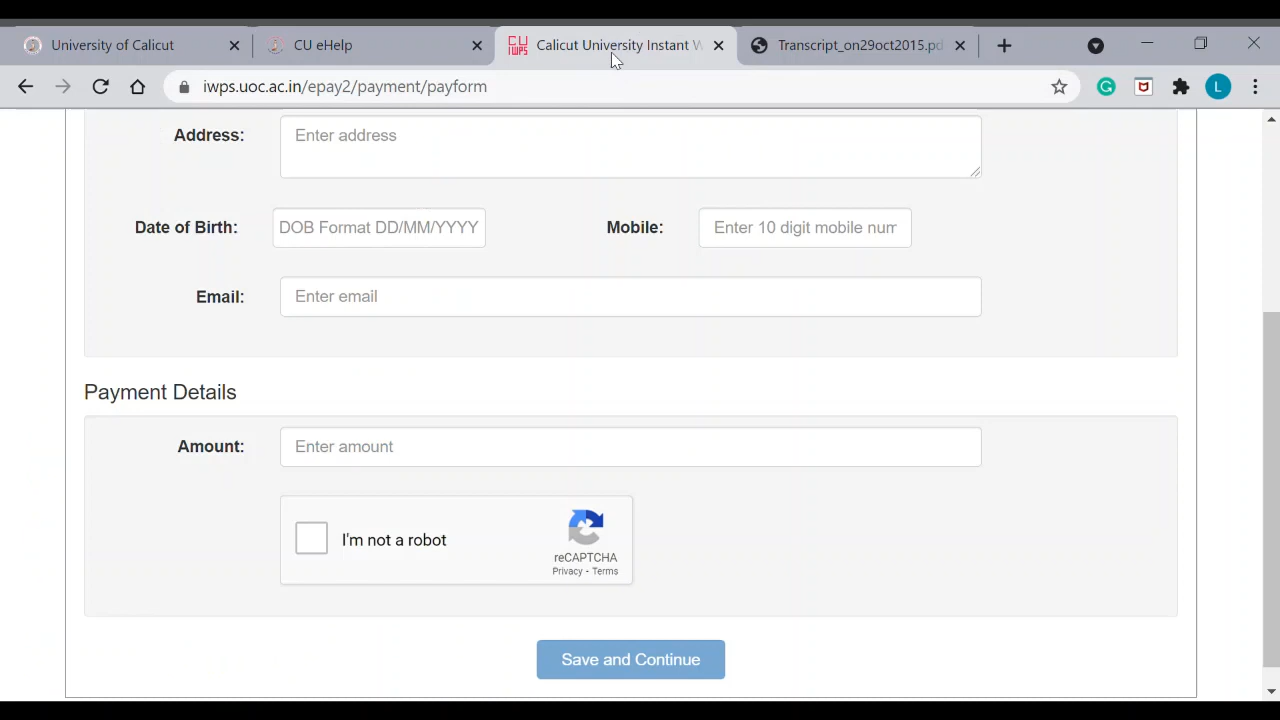 University of Calicut
CU eHelp
CU IWPS
Calicut University Instant W
Transcript_on29oct2015.pd
iwps.uoc.ac.in/epay2/payment/payform
L
Address:
Enter address
Date of Birth:
DOB Format DD/MM/YYYY
Mobile:
Enter 10 digit mobile num
Email:
Enter email
Payment Details
Amount:
Enter amount
I'm not a robot
reCAPTCHA
Privacy - Terms
Save and Continue